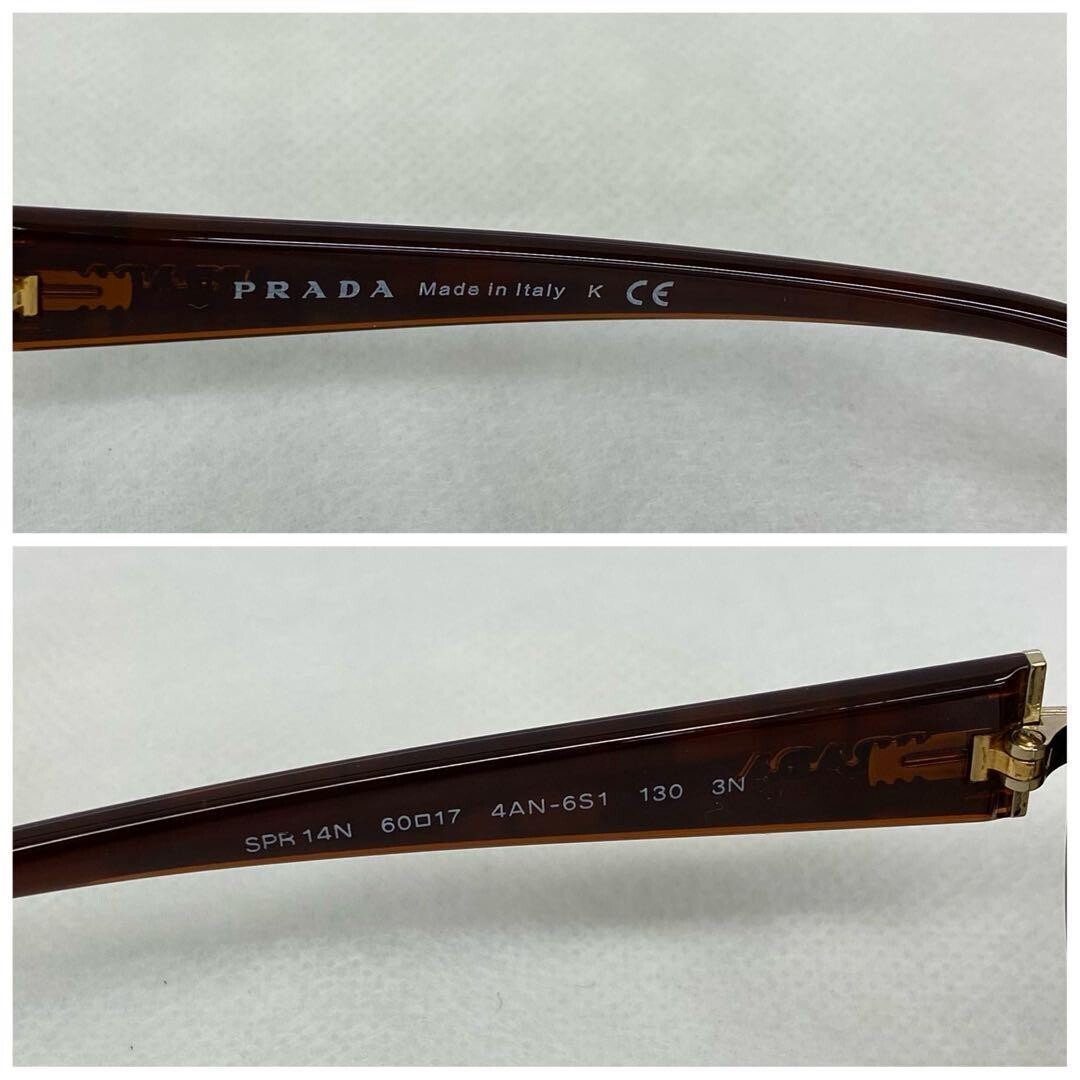 PRADA Made in Italy K CE
SPR 14N 60□17 4AN-6S1 130 3N